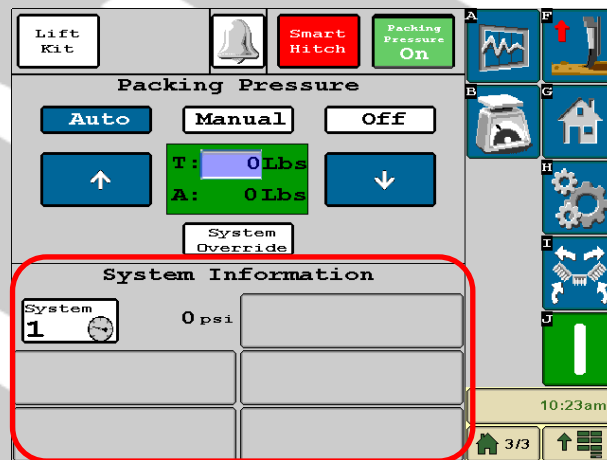 Lift
Kit
Smart
Hitch
Packing
Pressure
On
Packing Pressure
Auto
Manual
Off
T: 0 Lbs
A: 0 Lbs
System
Override
System Information
System
1
0 psi
A
F
B
G
H
I
J
10:23am
3/3